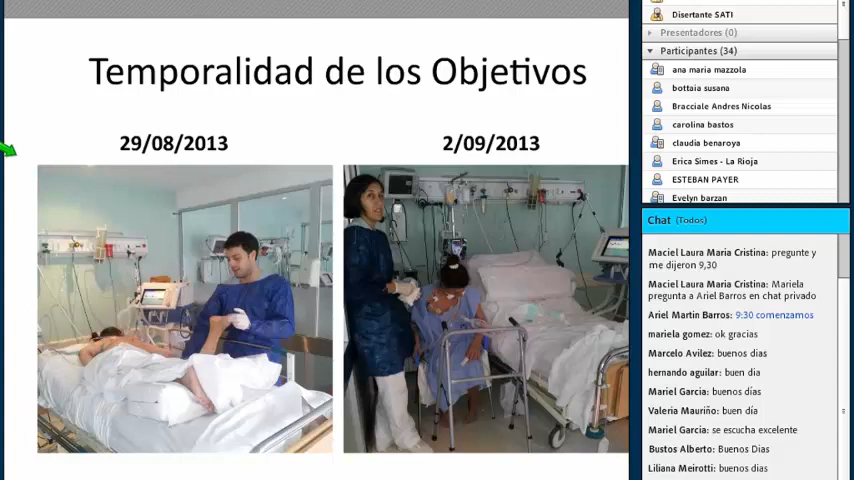 Temporalidad de los Objetivos
29/08/2013
2/09/2013
Disertante SATI
Presentadores (0)
Participantes (34)
ana maria mazzola
bottaia susana
Bracciale Andres Nicolas
carolina bastos
claudia benaroya
Erica Simes - La Rioja
ESTEBAN PAYER
Evelyn barzan
Chat (Todos)
Maciel Laura Maria Cristina: pregunte y
me dijeron 9,30
Maciel Laura Maria Cristina: Mariela
pregunta a Ariel Barros en chat privado
Ariel Martin Barros: 9:30 comenzamos
mariela gomez: ok gracias
Marcelo Avilez: buenos dias
hernando aguilar: buen dia
Mariel Garcia: buenos días
Valeria Mauriño: buen día
Mariel Garcia: se escucha excelente
Bustos Alberto: Buenos Dias
Liliana Meirotti: buenos dias